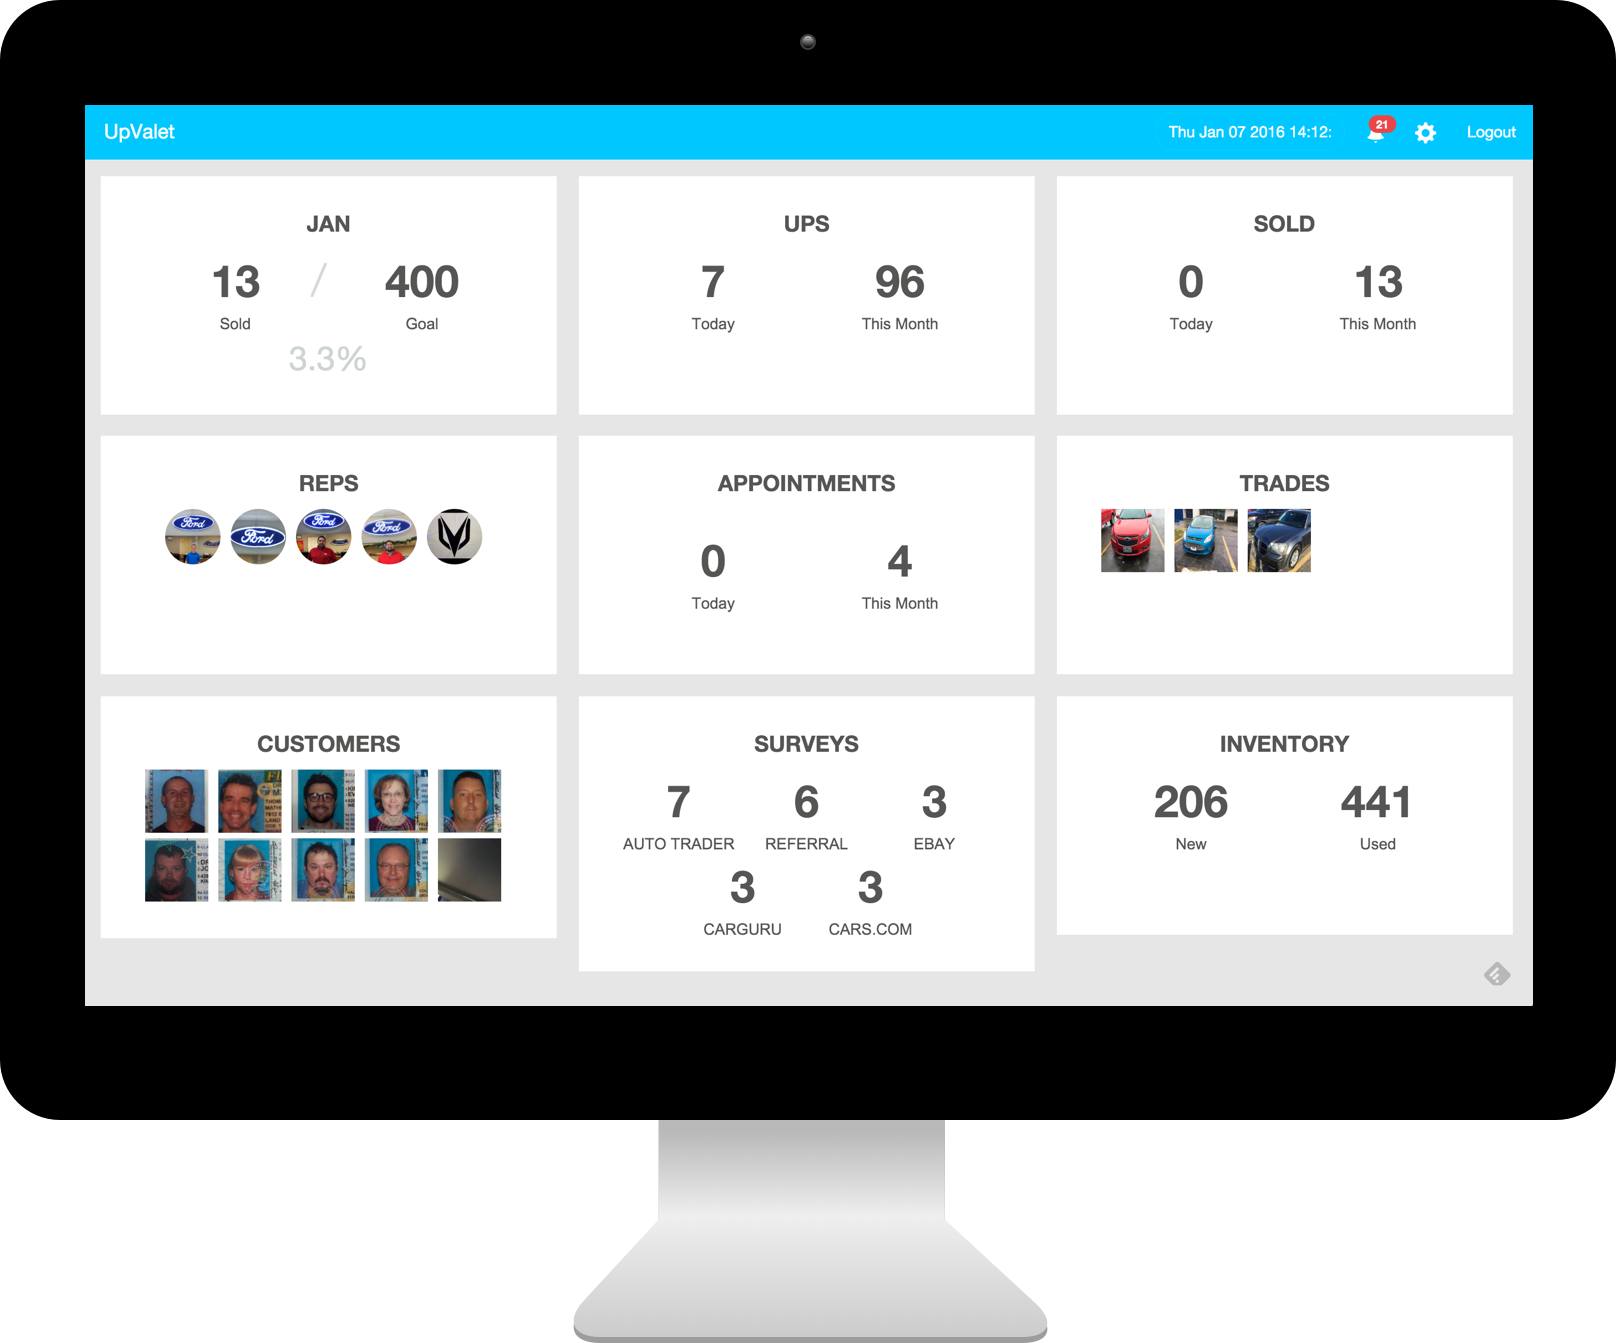 UpValet
Thu Jan 07 2016 14:12:
21
Logout
JAN
13 / 400
Sold Goal
3.3%
UPS
7 96
Today This Month
SOLD
0 13
Today This Month
REPS
Ford
Ford
Ford
Ford
APPOINTMENTS
0 4
Today This Month
TRADES
CUSTOMERS
SURVEYS
7 6 3
AUTO TRADER REFERRAL EBAY
3 3
CARGURU CARS.COM
INVENTORY
206 441
New Used